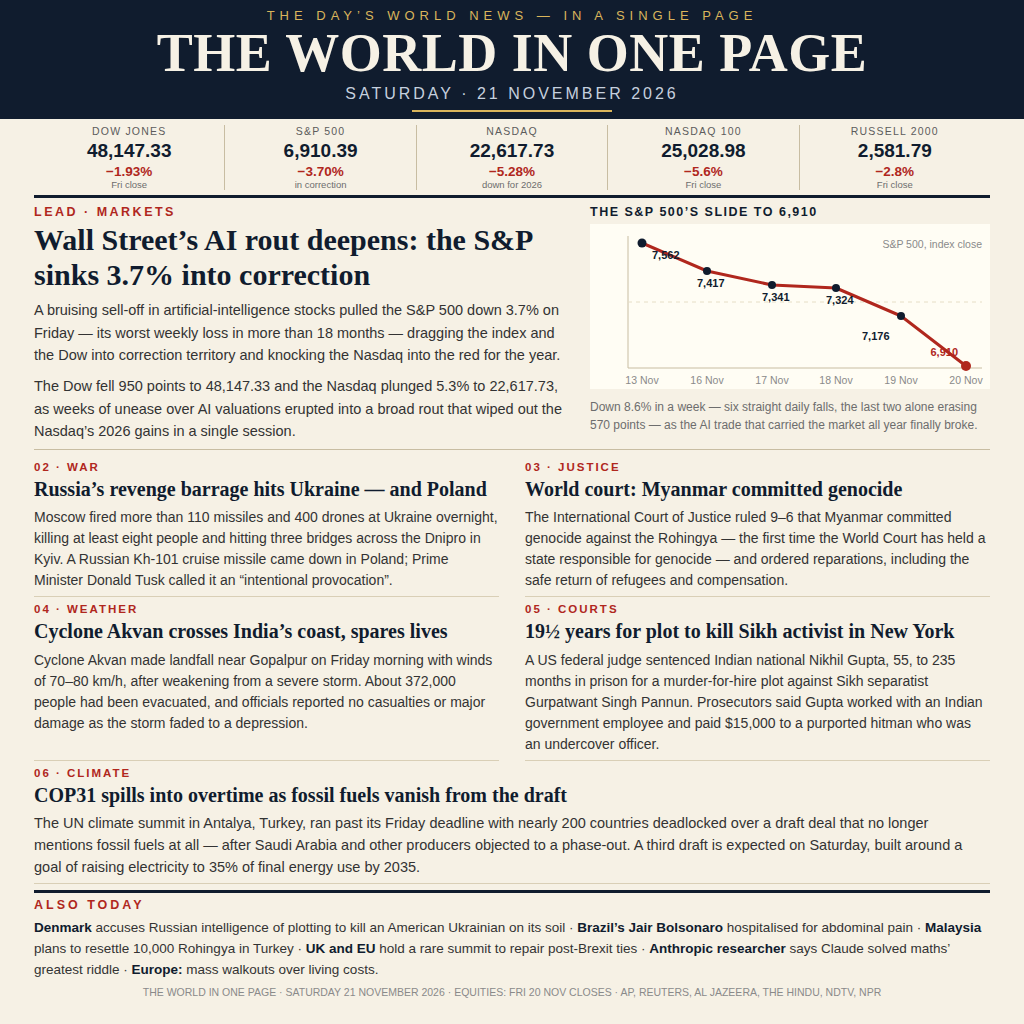 THE DAY’S WORLD NEWS — IN A SINGLE PAGE
THE WORLD IN ONE PAGE
SATURDAY · 21 NOVEMBER 2026
DOW JONES
48,147.33
−1.93%
Fri close
S&P 500
6,910.39
−3.70%
in correction
NASDAQ
22,617.73
−5.28%
down for 2026
NASDAQ 100
25,028.98
−5.6%
Fri close
RUSSELL 2000
2,581.79
−2.8%
Fri close
LEAD · MARKETS
Wall Street’s AI rout deepens: the S&P
sinks 3.7% into correction
A bruising sell-off in artificial-intelligence stocks pulled the S&P 500 down 3.7% on
Friday — its worst weekly loss in more than 18 months — dragging the index and
the Dow into correction territory and knocking the Nasdaq into the red for the year.
The Dow fell 950 points to 48,147.33 and the Nasdaq plunged 5.3% to 22,617.73,
as weeks of unease over AI valuations erupted into a broad rout that wiped out the
Nasdaq’s 2026 gains in a single session.
THE S&P 500’S SLIDE TO 6,910
S&P 500, index close
7,562
7,417
7,341
7,324
7,176
6,910
13 Nov
16 Nov
17 Nov
18 Nov
19 Nov
20 Nov
Down 8.6% in a week — six straight daily falls, the last two alone erasing
570 points — as the AI trade that carried the market all year finally broke.
02 · WAR
Russia’s revenge barrage hits Ukraine — and Poland
Moscow fired more than 110 missiles and 400 drones at Ukraine overnight,
killing at least eight people and hitting three bridges across the Dnipro in
Kyiv. A Russian Kh-101 cruise missile came down in Poland; Prime
Minister Donald Tusk called it an “intentional provocation”.
03 · JUSTICE
World court: Myanmar committed genocide
The International Court of Justice ruled 9–6 that Myanmar committed
genocide against the Rohingya — the first time the World Court has held a
state responsible for genocide — and ordered reparations, including the
safe return of refugees and compensation.
04 · WEATHER
Cyclone Akvan crosses India’s coast, spares lives
Cyclone Akvan made landfall near Gopalpur on Friday morning with winds
of 70–80 km/h, after weakening from a severe storm. About 372,000
people had been evacuated, and officials reported no casualties or major
damage as the storm faded to a depression.
05 · COURTS
19½ years for plot to kill Sikh activist in New York
A US federal judge sentenced Indian national Nikhil Gupta, 55, to 235
months in prison for a murder-for-hire plot against Sikh separatist
Gurpatwant Singh Pannun. Prosecutors said Gupta worked with an Indian
government employee and paid $15,000 to a purported hitman who was
an undercover officer.
06 · CLIMATE
COP31 spills into overtime as fossil fuels vanish from the draft
The UN climate summit in Antalya, Turkey, ran past its Friday deadline with nearly 200 countries deadlocked over a draft deal that no longer
mentions fossil fuels at all — after Saudi Arabia and other producers objected to a phase-out. A third draft is expected on Saturday, built around a
goal of raising electricity to 35% of final energy use by 2035.
ALSO TODAY
Denmark accuses Russian intelligence of plotting to kill an American Ukrainian on its soil · Brazil’s Jair Bolsonaro hospitalised for abdominal pain · Malaysia
plans to resettle 10,000 Rohingya in Turkey · UK and EU hold a rare summit to repair post-Brexit ties · Anthropic researcher says Claude solved maths’
greatest riddle · Europe: mass walkouts over living costs.
THE WORLD IN ONE PAGE · SATURDAY 21 NOVEMBER 2026 · EQUITIES: FRI 20 NOV CLOSES · AP, REUTERS, AL JAZEERA, THE HINDU, NDTV, NPR